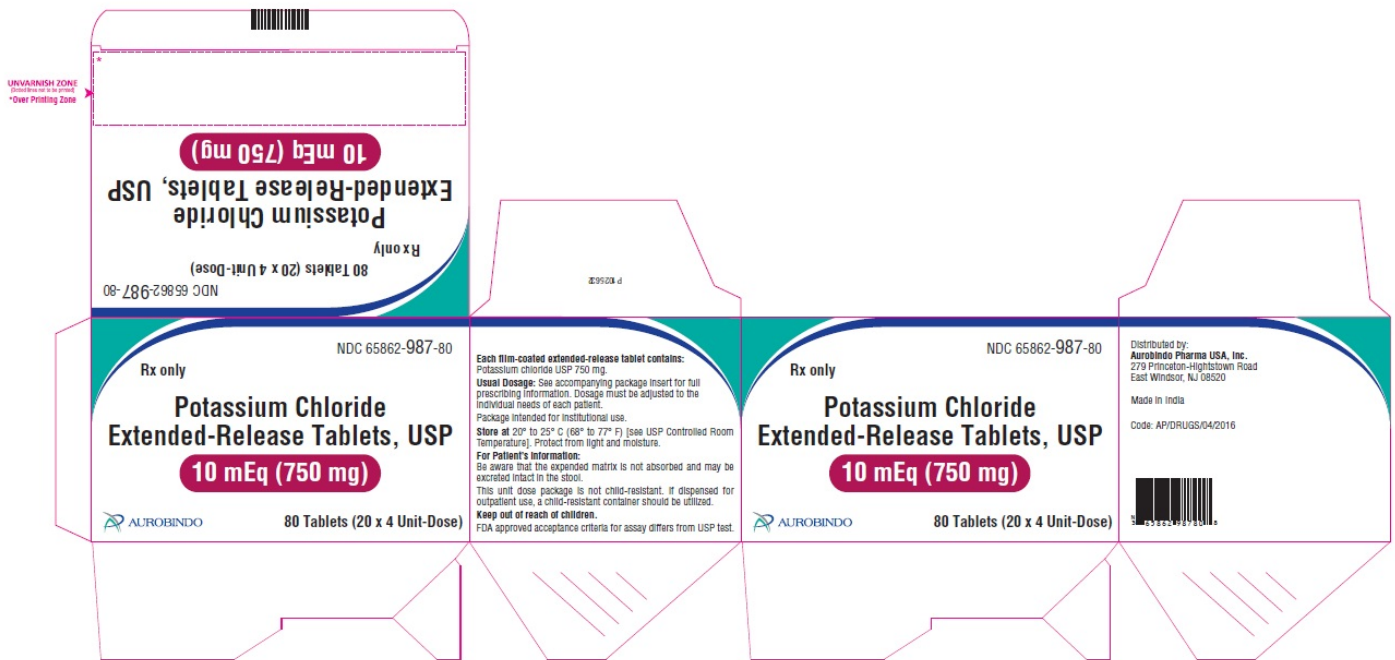 UNVARNISH ZONE
*Over Printing Zone
*
10 mEq (750 mg)
Extended-Release Tablets, USP
Potassium Chloride
Rx only
80 Tablets (20 x 4 Unit-Dose)
NDC 65862-987-80
NDC 65862-987-80
Rx only
Potassium Chloride
Extended-Release Tablets, USP
10 mEq (750 mg)
AUROBINDO
80 Tablets (20 x 4 Unit-Dose)
Each film-coated extended-release tablet contains:
Potassium chloride USP 750 mg.
Usual Dosage: See accompanying package insert for full
prescribing information. Dosage must be adjusted to the
individual needs of each patient.
Package intended for institutional use.
Store at 20° to 25° C (68° to 77° F) [see USP Controlled Room
Temperature]. Protect from light and moisture.
For Patient's Information:
Be aware that the expended matrix is not absorbed and may be
excreted intact in the stool.
This unit dose package is not child-resistant. If dispensed for
outpatient use, a child-resistant container should be utilized.
Keep out of reach of children.
FDA approved acceptance criteria for assay differs from USP test.
NDC 65862-987-80
Rx only
Potassium Chloride
Extended-Release Tablets, USP
10 mEq (750 mg)
AUROBINDO
80 Tablets (20 x 4 Unit-Dose)
Distributed by:
Aurobindo Pharma USA, Inc.
279 Princeton-Hightstown Road
East Windsor, NJ 08520
Made in India
Code: AP/DRUGS/04/2016
N
3 65862 98780 8